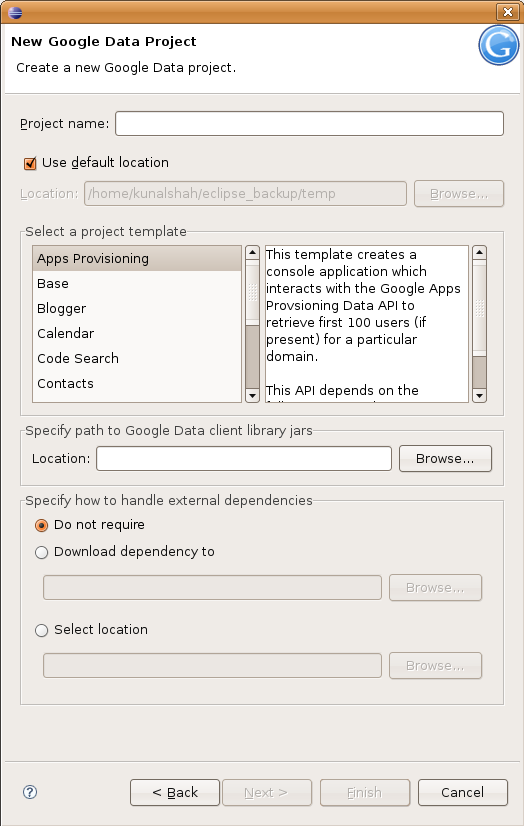 New Google Data Project
Create a new Google Data project.
G
Project name:
Use default location
Location: /home/kunalshah/eclipse_backup/temp Browse...
Select a project template
Apps Provisioning
Base
Blogger
Calendar
Code Search
Contacts
This template creates a
console application which
interacts with the Google Apps
Provsioning Data API to
retrieve first 100 users (if
present) for a particular
domain.
This API depends on the
Specify path to Google Data client library jars
Location: Browse...
Specify how to handle external dependencies
Do not require
Download dependency to
Browse...
Select location
Browse...
? < Back Next > Finish Cancel